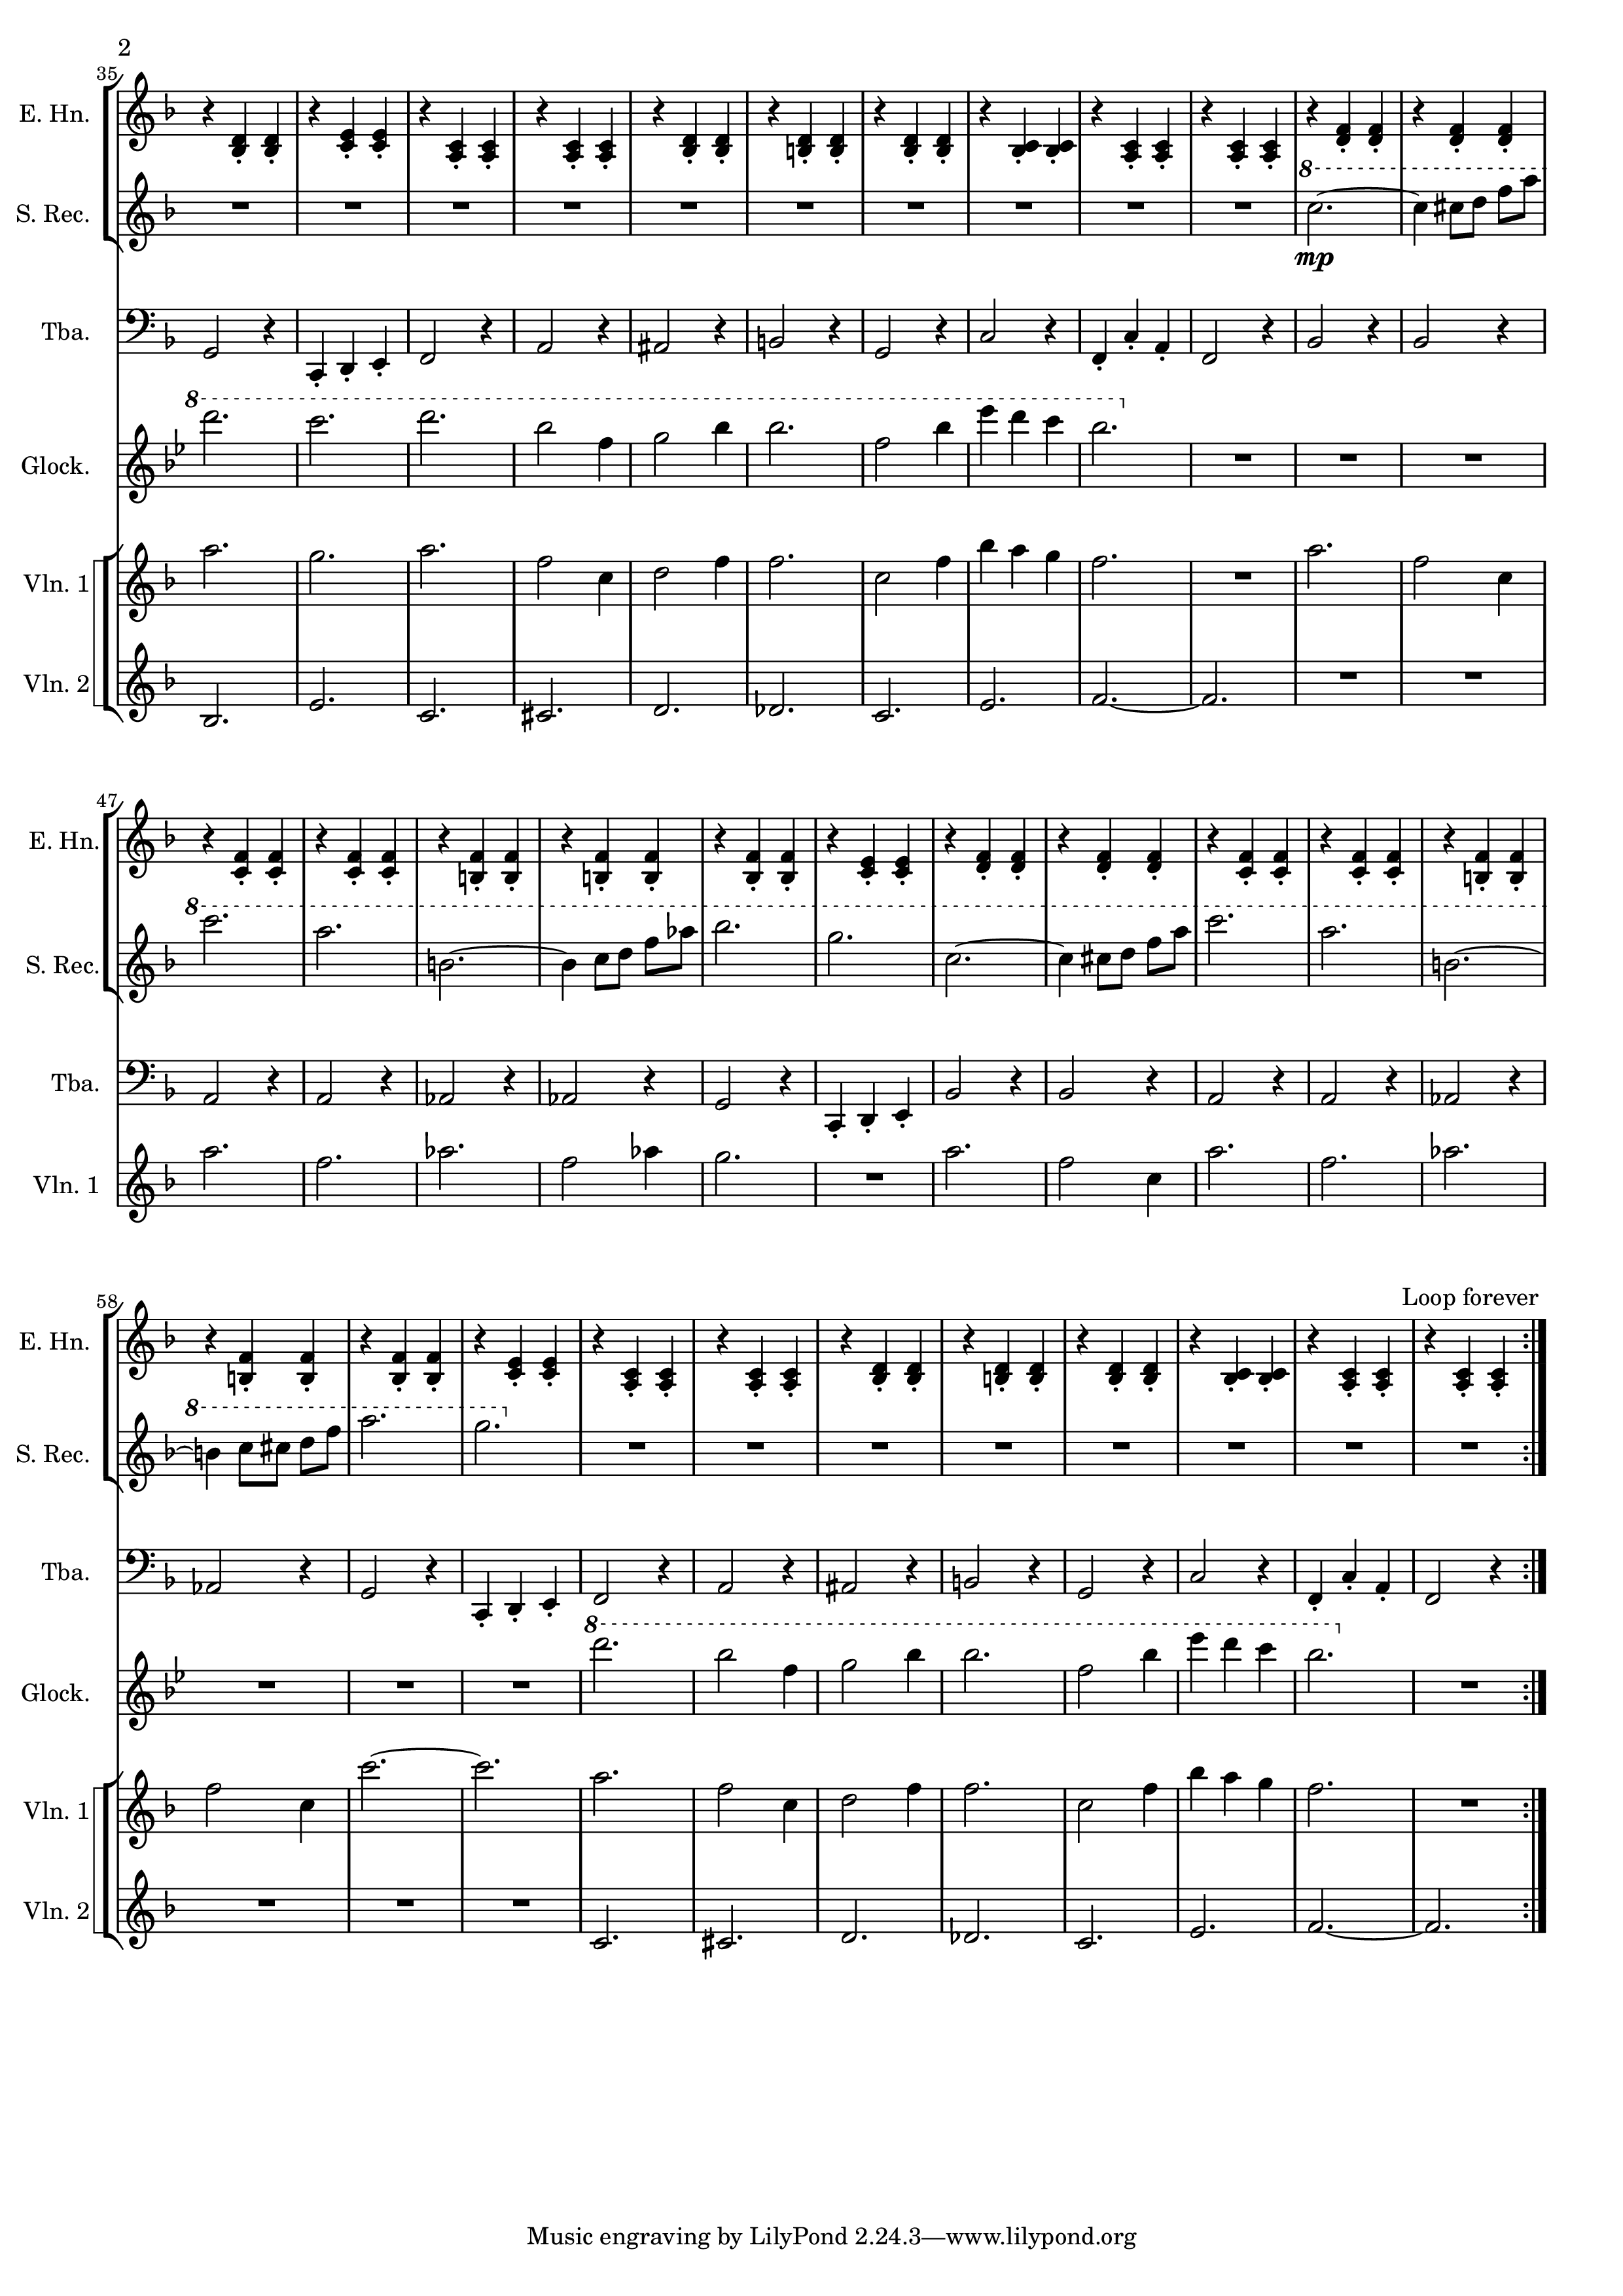 2
35
E. Hn.
8
S. Rec.
mp
Tba.
8
Glock.
Vln. 1
Vln. 2
47
E. Hn.
8
S. Rec.
Tba.
Vln. 1
Loop forever
58
E. Hn.
8
S. Rec.
Tba.
8
Glock.
Vln. 1
Vln. 2
Music engraving by LilyPond 2.24.3—www.lilypond.org